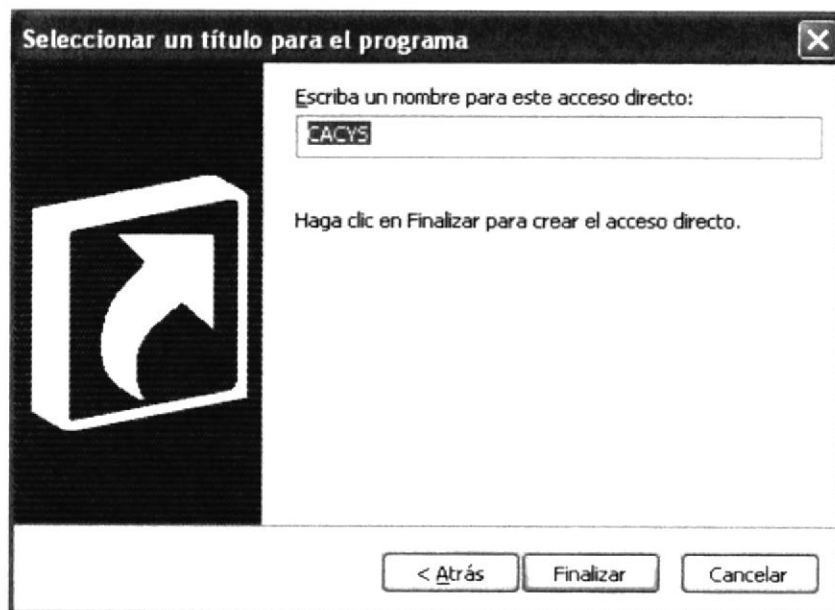 Seleccionar un título para el programa
Escriba un nombre para este acceso directo:
CACYS
Haga clic en Finalizar para crear el acceso directo.
< Atrás
Finalizar
Cancelar